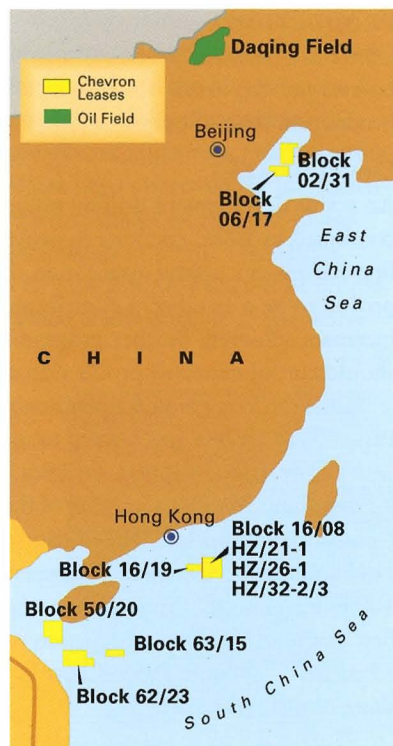 Daqing Field
Chevron
Leases
Oil Field
Beijing
Block
02/31
Block
06/17
East
China
Sea
CHINA
Hong Kong
Block 16/08
HZ/21-1
HZ/26-1
HZ/32-2/3
Block 16/19
Block 50/20
Block 63/15
Block 62/23
South China Sea